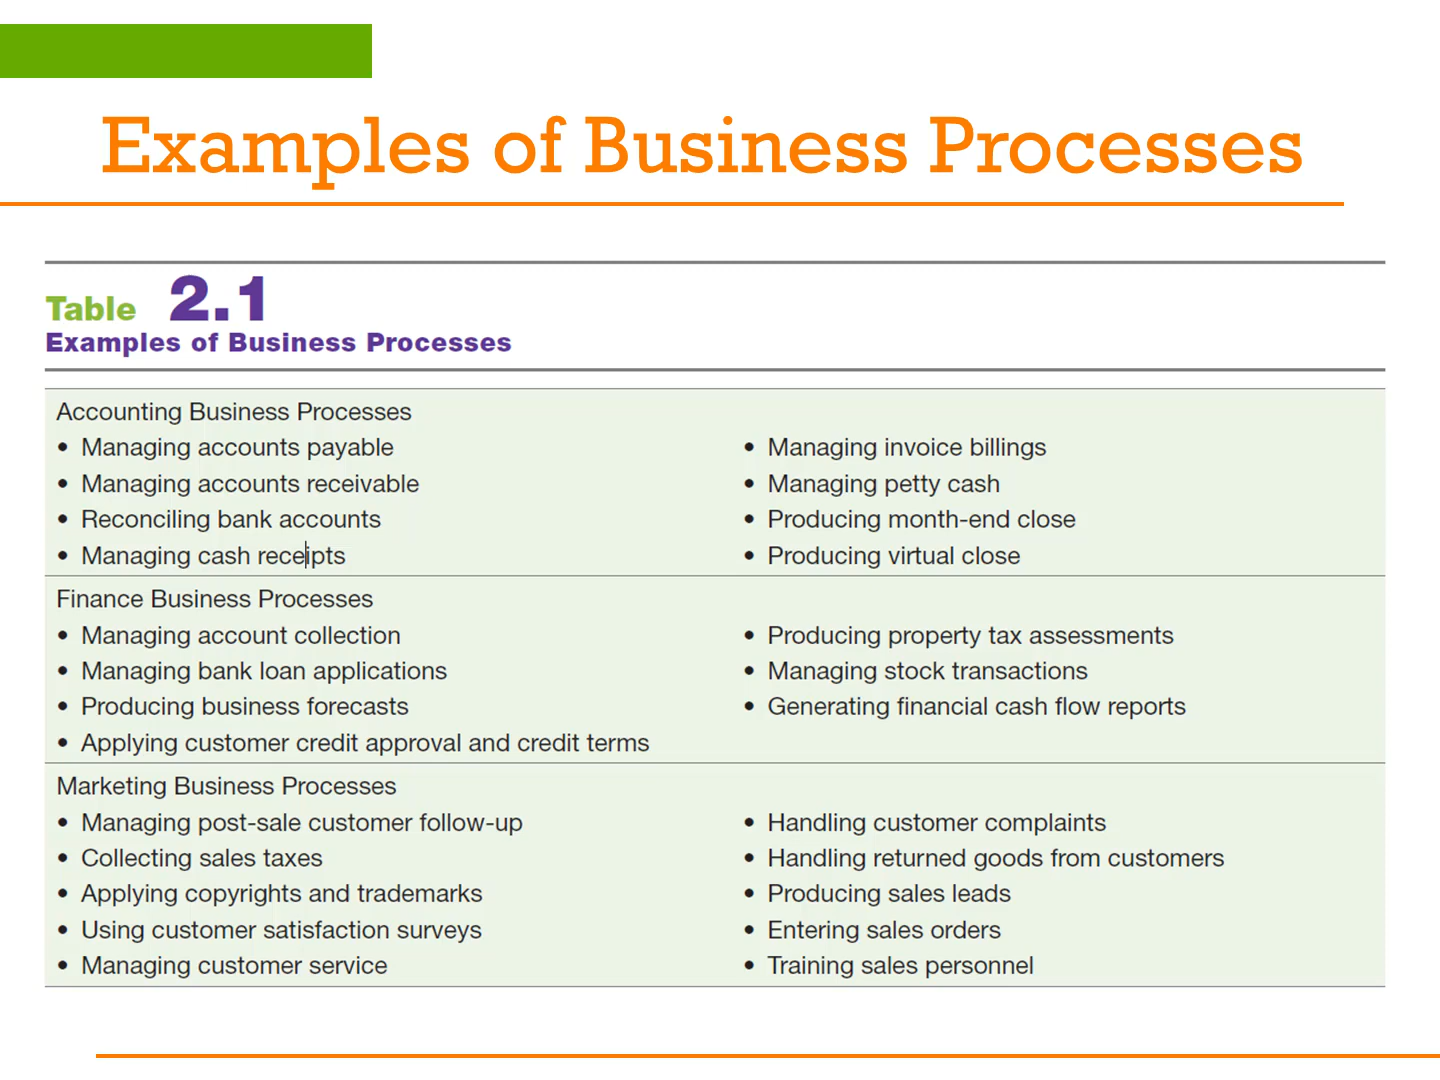 Examples of Business Processes
Table 2.1
Examples of Business Processes
Accounting Business Processes
• Managing accounts payable
• Managing accounts receivable
• Reconciling bank accounts
• Managing cash receipts
• Managing invoice billings
• Managing petty cash
• Producing month-end close
• Producing virtual close
Finance Business Processes
• Managing account collection
• Managing bank loan applications
• Producing business forecasts
• Applying customer credit approval and credit terms
• Producing property tax assessments
• Managing stock transactions
• Generating financial cash flow reports
Marketing Business Processes
• Managing post-sale customer follow-up
• Collecting sales taxes
• Applying copyrights and trademarks
• Using customer satisfaction surveys
• Managing customer service
• Handling customer complaints
• Handling returned goods from customers
• Producing sales leads
• Entering sales orders
• Training sales personnel